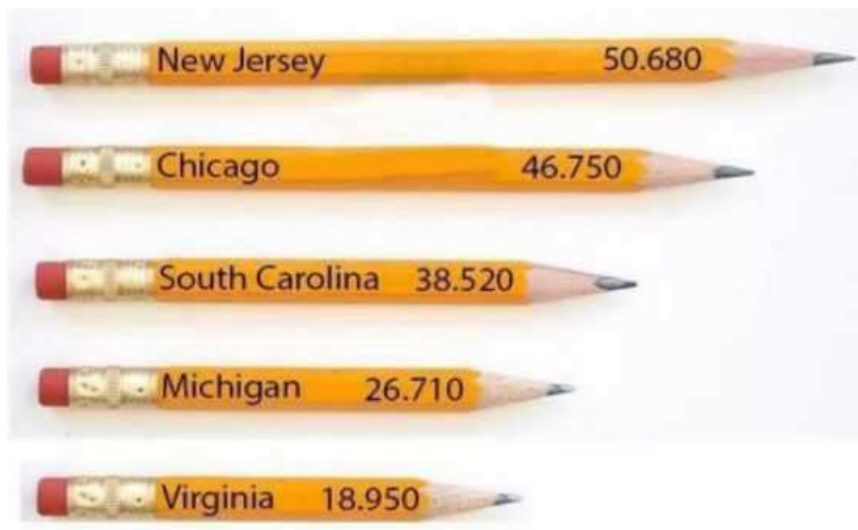 New Jersey 50.680
Chicago 46.750
South Carolina 38.520
Michigan 26.710
Virginia 18.950